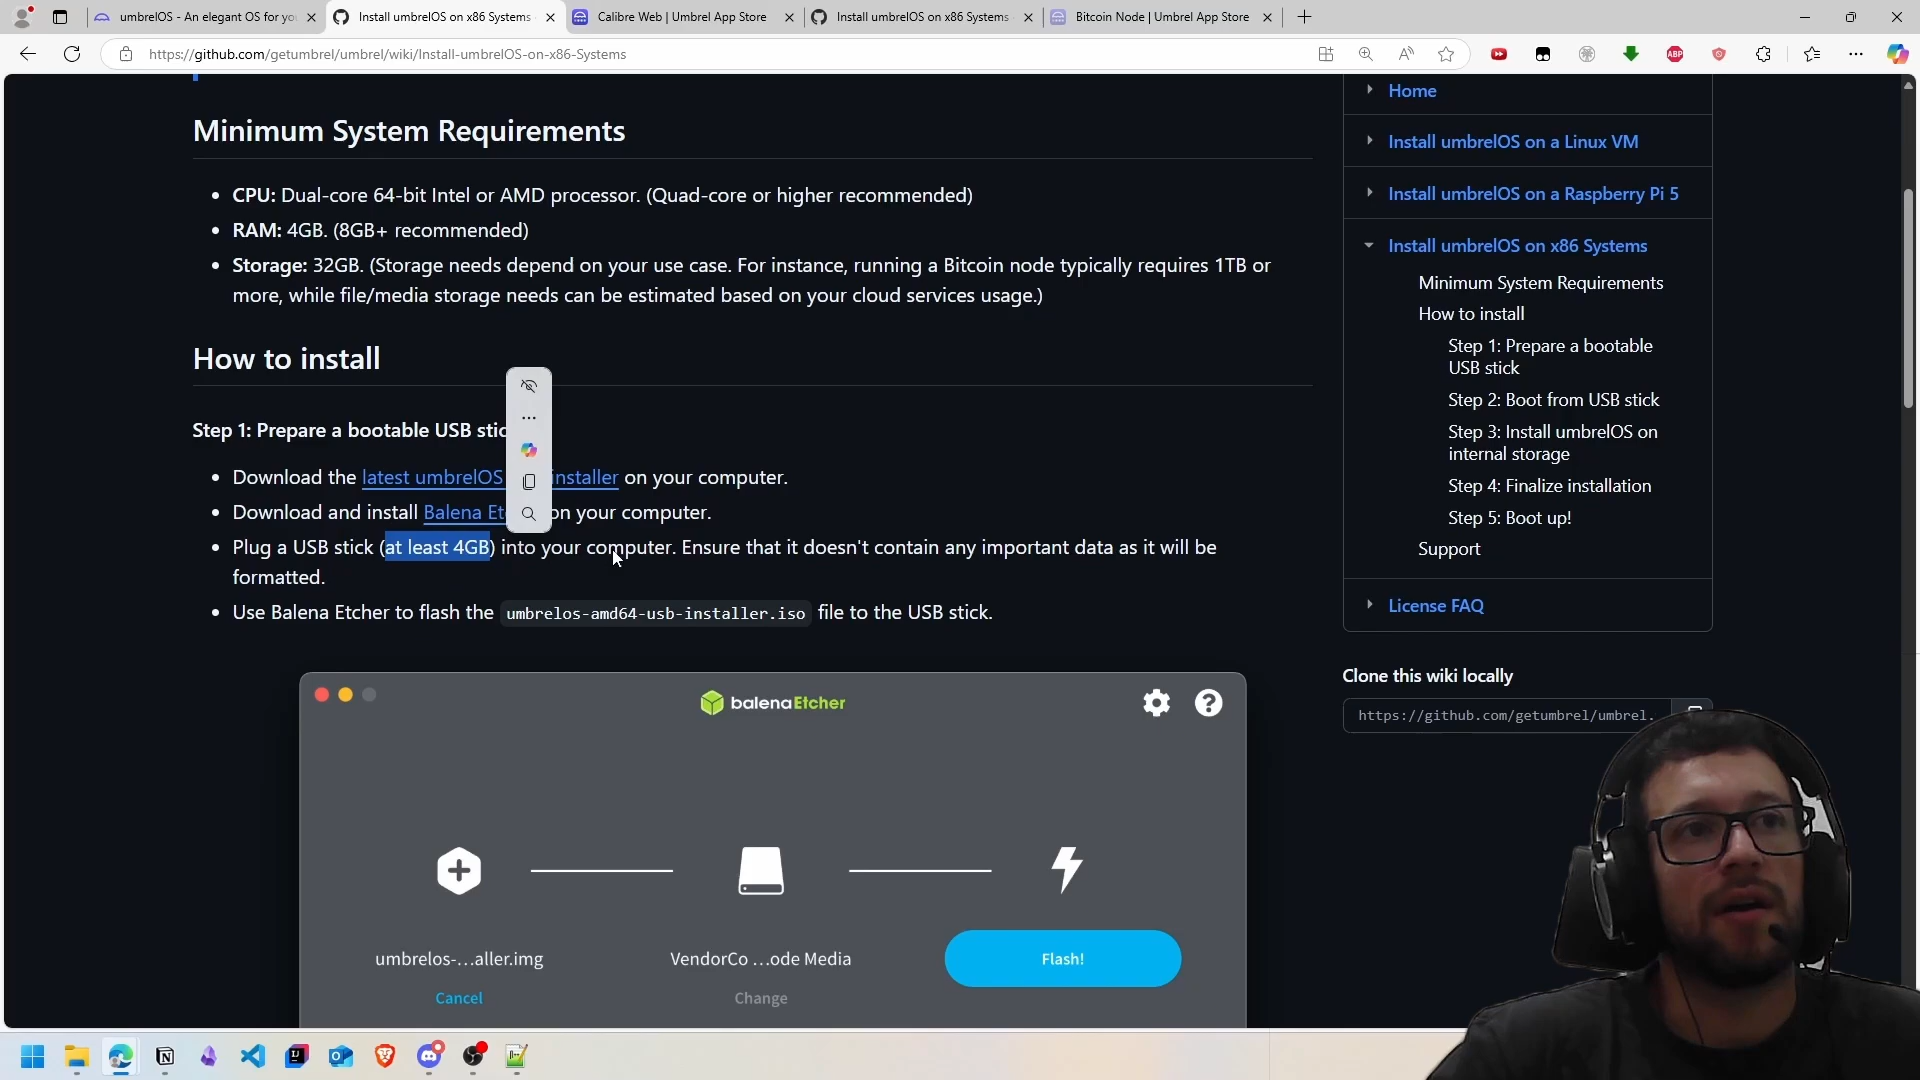 umbrelOS - An elegant OS for yo
Install umbrelOS on x86 Systems
Calibre Web | Umbrel App Store
Install umbrelOS on x86 Systems
Bitcoin Node | Umbrel App Store
https://github.com/getumbrel/umbrel/wiki/Install-umbrelOS-on-x86-Systems
ABP
Minimum System Requirements
CPU: Dual-core 64-bit Intel or AMD processor. (Quad-core or higher recommended)
RAM: 4GB. (8GB+ recommended)
Storage: 32GB. (Storage needs depend on your use case. For instance, running a Bitcoin node typically requires 1TB or
more, while file/media storage needs can be estimated based on your cloud services usage.)
How to install
Step 1: Prepare a bootable USB stic
Download the latest umbrelOS installer on your computer.
Download and install Balena Et on your computer.
Plug a USB stick (at least 4GB) into your computer. Ensure that it doesn't contain any important data as it will be
formatted.
Use Balena Etcher to flash the umbrelos-amd64-usb-installer.iso file to the USB stick.
balenaEtcher
umbrelos-...aller.img
VendorCo ...ode Media
Flash!
Cancel
Change
Home
Install umbrelOS on a Linux VM
Install umbrelOS on a Raspberry Pi 5
Install umbrelOS on x86 Systems
Minimum System Requirements
How to install
Step 1: Prepare a bootable
USB stick
Step 2: Boot from USB stick
Step 3: Install umbrelOS on
internal storage
Step 4: Finalize installation
Step 5: Boot up!
Support
License FAQ
Clone this wiki locally
https://github.com/getumbrel/umbrel.